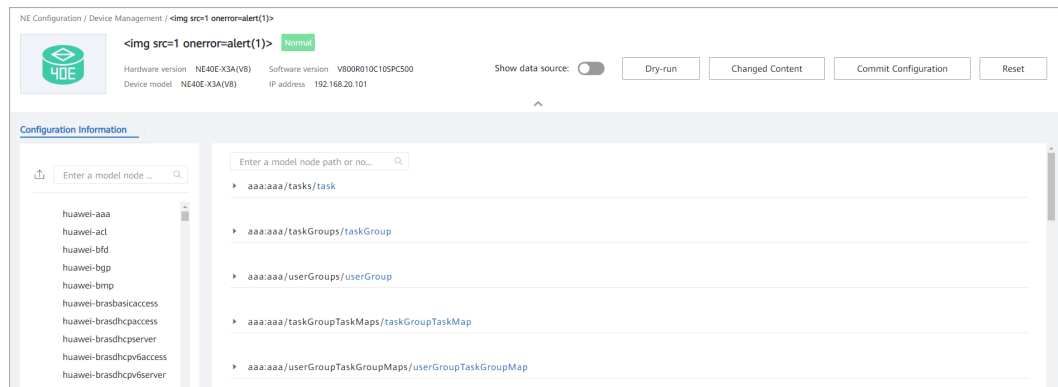 NE Configuration / Device Management / <img src=1 onerror=alert(1)>
<img src=1 onerror=alert(1)> Normal
40E
Hardware version NE40E-X3A(V8) Software version V800R010C10SPC500
Device model NE40E-X3A(V8) IP address 192.168.20.101
Show data source: Dry-run Changed Content Commit Configuration Reset
Configuration Information
Enter a model node ...
huawei-aaa
huawei-acl
huawei-bfd
huawei-bgp
huawei-bmp
huawei-brasbasicaccess
huawei-brasdhcpaccess
huawei-brasdhcpserver
huawei-brasdhcpv6access
huawei-brasdhcpv6server
Enter a model node path or no...
aaa:aaa/tasks/task
aaa:aaa/taskGroups/taskGroup
aaa:aaa/userGroups/userGroup
aaa:aaa/taskGroupTaskMaps/taskGroupTaskMap
aaa:aaa/userGroupTaskGroupMaps/userGroupTaskGroupMap